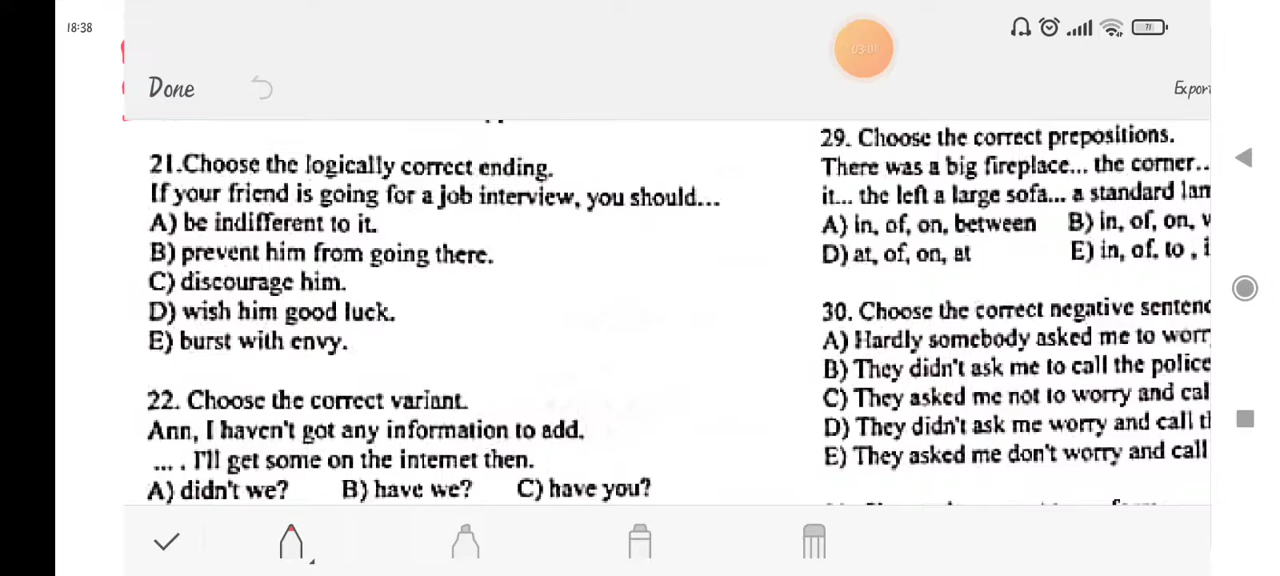 18:38
03:01
71
Done
Export
21.Choose the logically correct ending.
If your friend is going for a job interview, you should...
A) be indifferent to it.
B) prevent him from going there.
C) discourage him.
D) wish him good luck.
E) burst with envy.
22. Choose the correct variant.
Ann, I haven't got any information to add.
... . I'll get some on the internet then.
A) didn't we? B) have we? C) have you?
29. Choose the correct prepositions.
There was a big fireplace... the corner..
it... the left a large sofa... a standard
A) in, of, on, between B) in, of, on,
D) at, of, on, at E) in, of. to ,
30. Choose the correct negative
A) Hardly somebody asked me to
B) They didn't ask me to call the police
C) They asked me not to worry and
D) They didn't ask me worry and call
E) They asked me don't worry and call